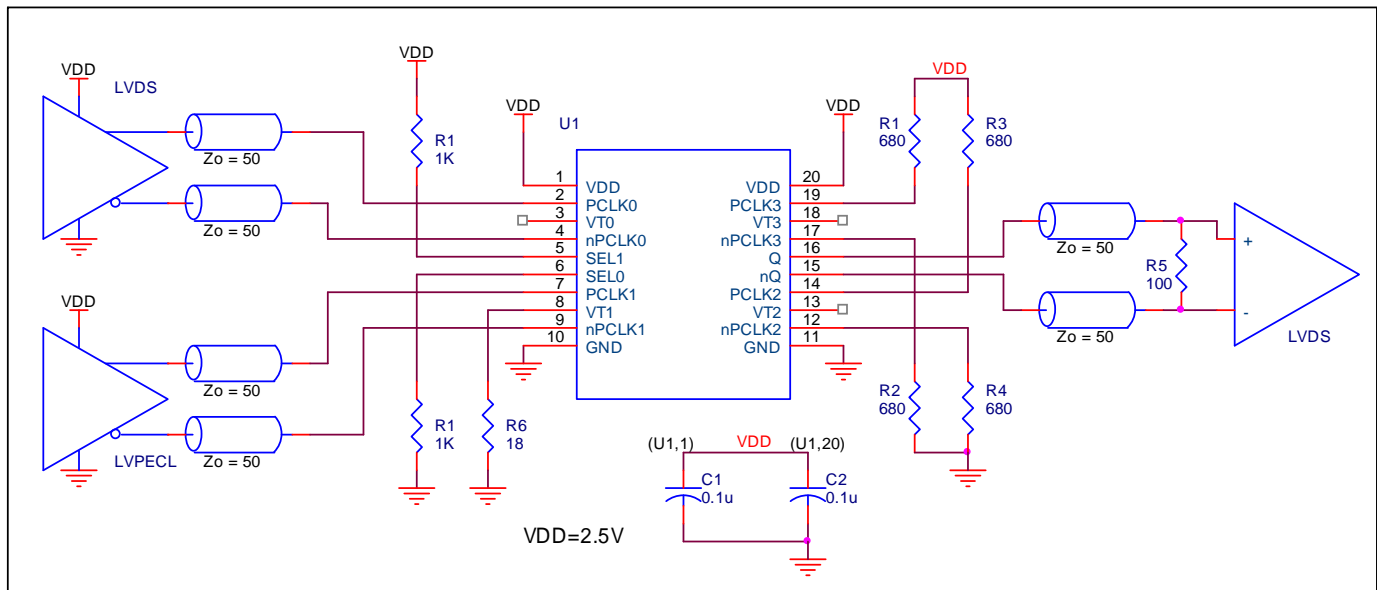 VDD
LVDS
Zo = 50
Zo = 50
VDD
LVPECL
Zo = 50
Zo = 50
VDD
R1
1K
R1
1K
R6
18
VDD
U1
1
VDD
2
PCLK0
3
VT0
4
nPCLK0
5
SEL1
6
SEL0
7
PCLK1
8
VT1
9
nPCLK1
10
GND
20
VDD
19
PCLK3
18
VT3
17
nPCLK3
16
Q
15
nQ
14
PCLK2
13
VT2
12
nPCLK2
11
GND
VDD
VDD
R1
680
R3
680
R2
680
R4
680
Zo = 50
Zo = 50
R5
100
+
-
LVDS
(U1,1)
VDD
(U1,20)
C1
0.1u
C2
0.1u
VDD=2.5V